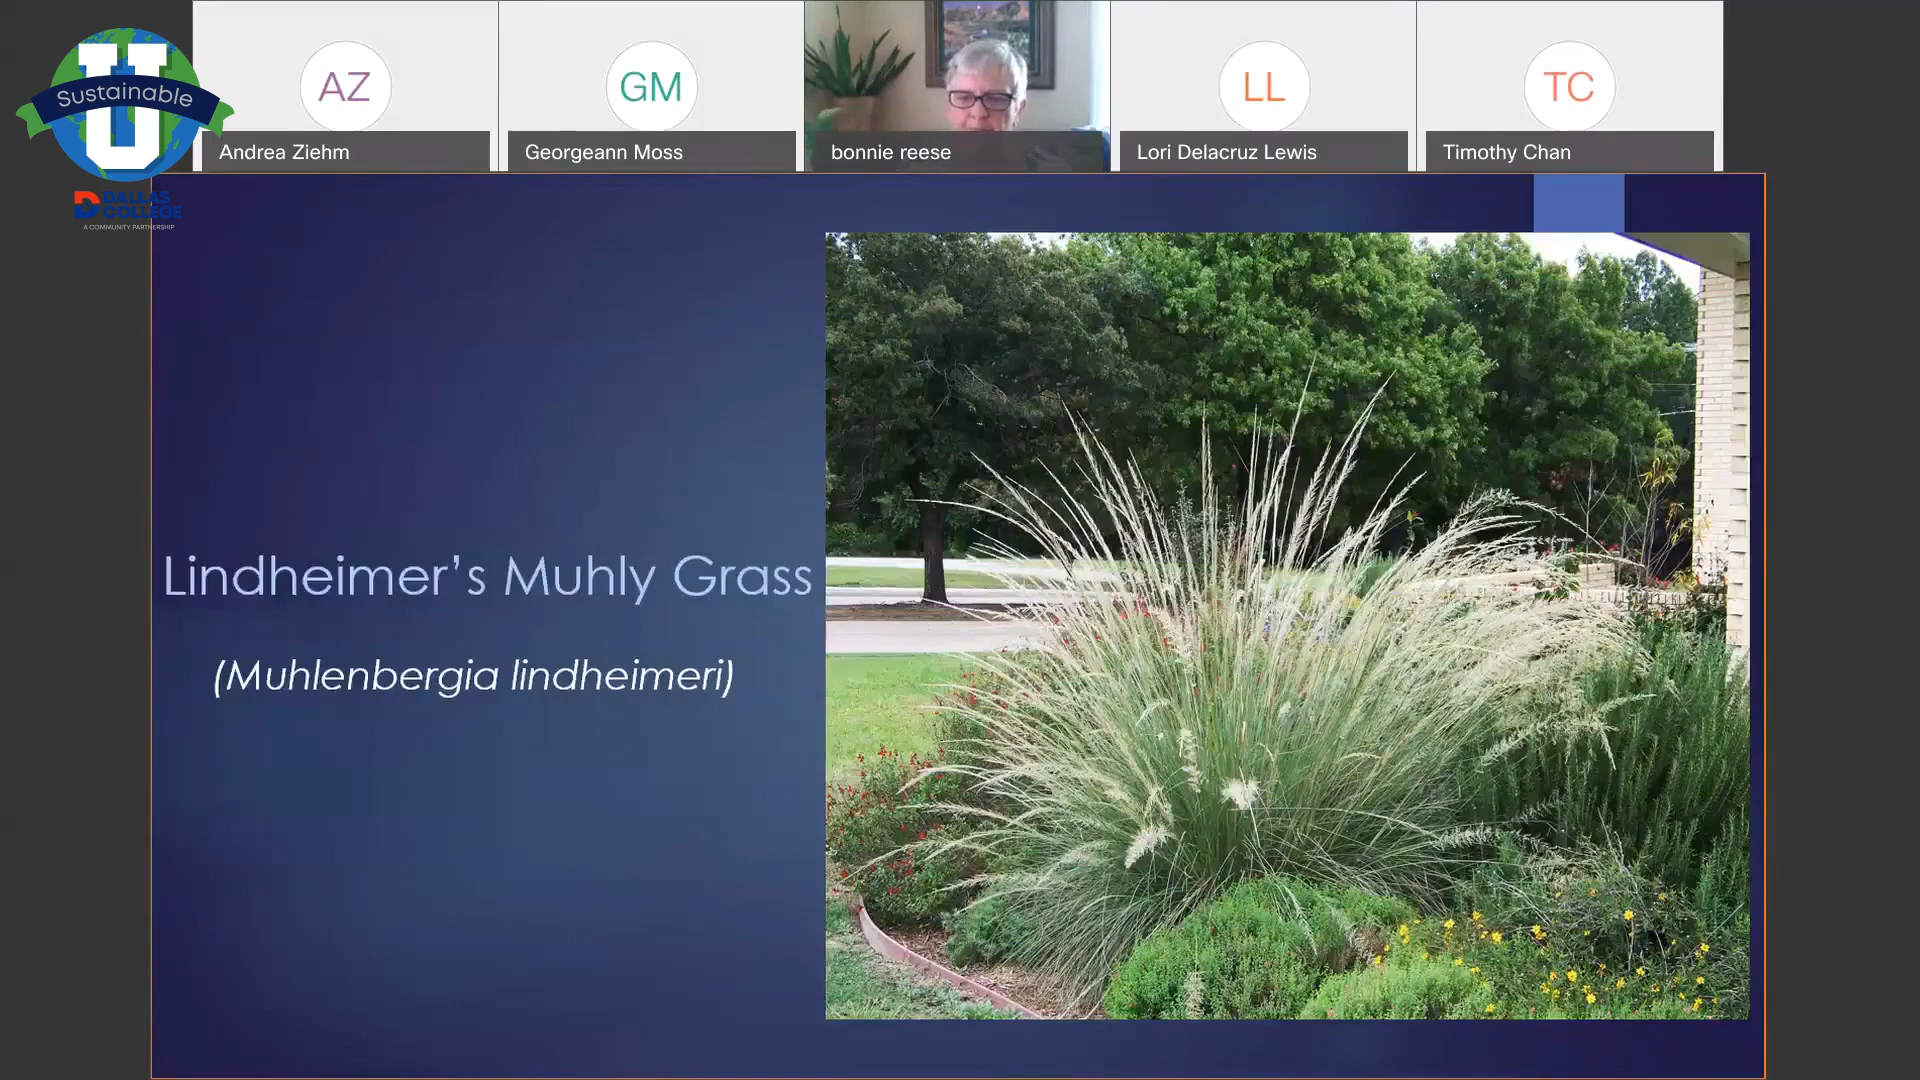 U
Sustainable
DALLAS
COLLEGE
A COMMUNITY PARTNERSHIP
AZ
Andrea Ziehm
GM
Georgeann Moss
bonnie reese
LL
Lori Delacruz Lewis
TC
Timothy Chan
Lindheimer’s Muhly Grass
(Muhlenbergia lindheimeri)